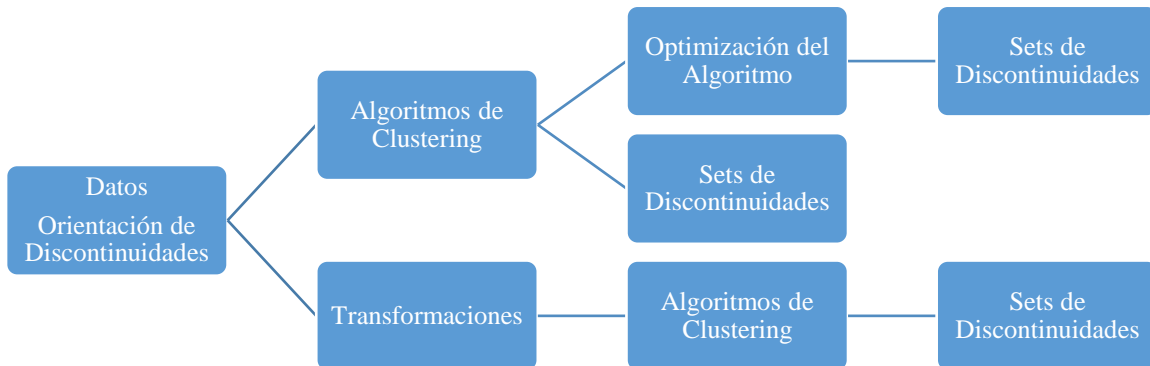 Datos
Orientación de
Discontinuidades
Algoritmos de
Clustering
Optimización del
Algoritmo
Sets de
Discontinuidades
Sets de
Discontinuidades
Transformaciones
Algoritmos de
Clustering
Sets de
Discontinuidades